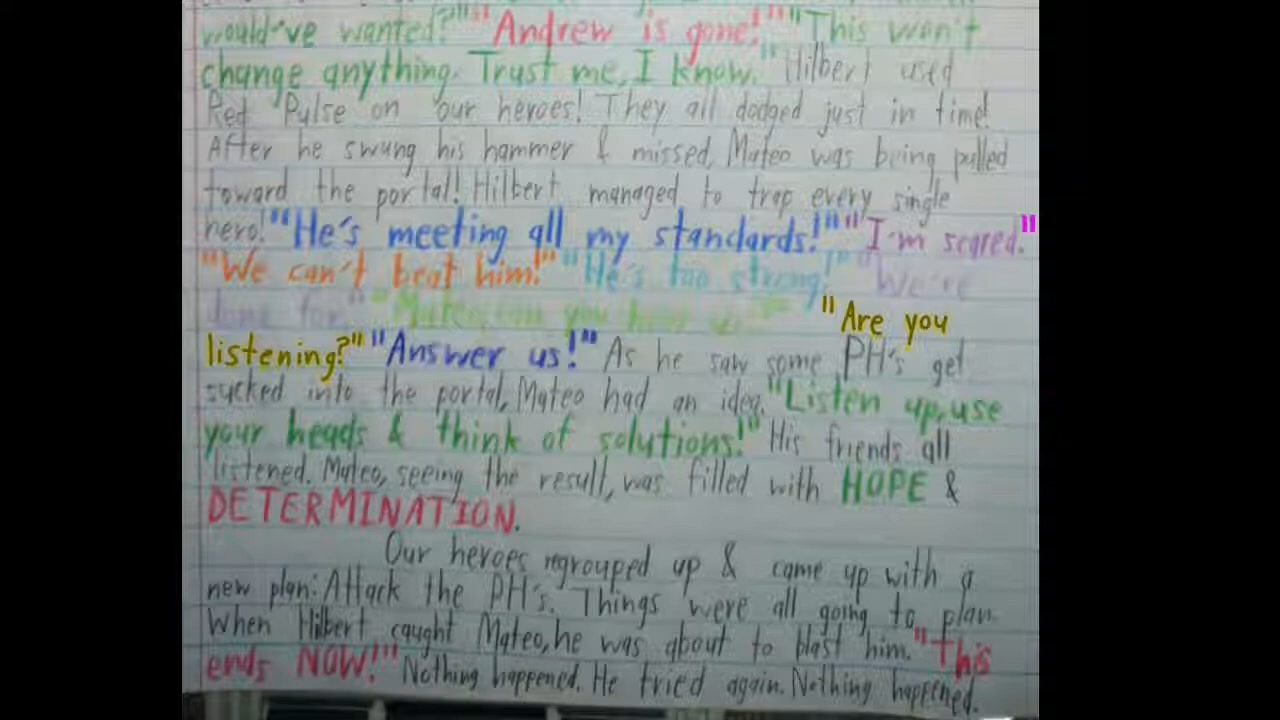 would've wanted?" "Andrew is gone!" "This won't
change anything. Trust me, I know." Hilbert used
Red Pulse on our heroes! They all dodged just in time!
After he swung his hammer & missed, Mateo was being pulled
toward the portal! Hilbert managed to trap every single
hero! "He's meeting all my standards!" "I'm scared."
"We can't beat him!" "He's too strong!" "We're
done for." "Mateo, can you hear us?" "Are you
listening?" "Answer us!" As he saw some PH's get
sucked into the portal, Mateo had an idea. "Listen up, use
your heads & think of solutions!" His friends all
listened. Mateo, seeing the result, was filled with HOPE &
DETERMINATION.
Our heroes regrouped up & came up with a
new plan: Attack the PH's. Things were all going to plan.
When Hilbert caught Mateo, he was about to blast him. "This
ends NOW!" Nothing happened. He tried again. Nothing happened.